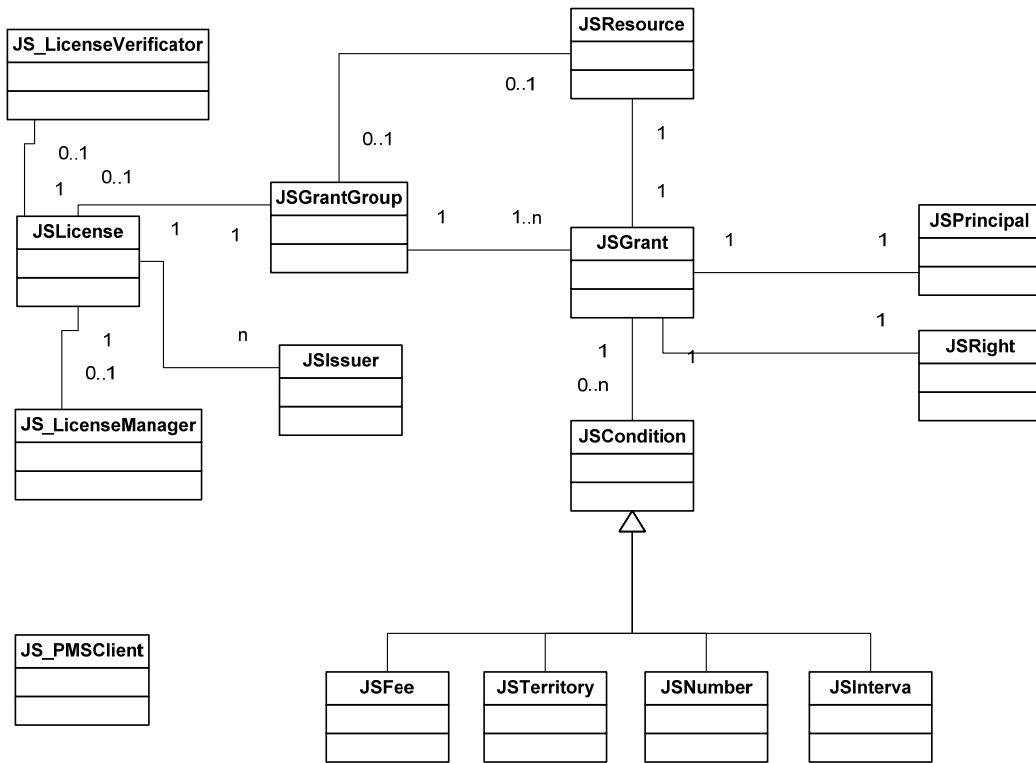 JSResource
JS_LicenseVerificator
0..1
1
0..1
0..1
0..1
1
JSGrantGroup
1
JSLicense
1
1
1
1..n
JSGrant
1
1
JSPrincipal
1
n
1
0..1
JSIssuer
1
0..n
1
JSRight
JS_LicenseManager
JSCondition
JS_PMSClient
JSFee
JSTerritory
JSNumber
JSInterva